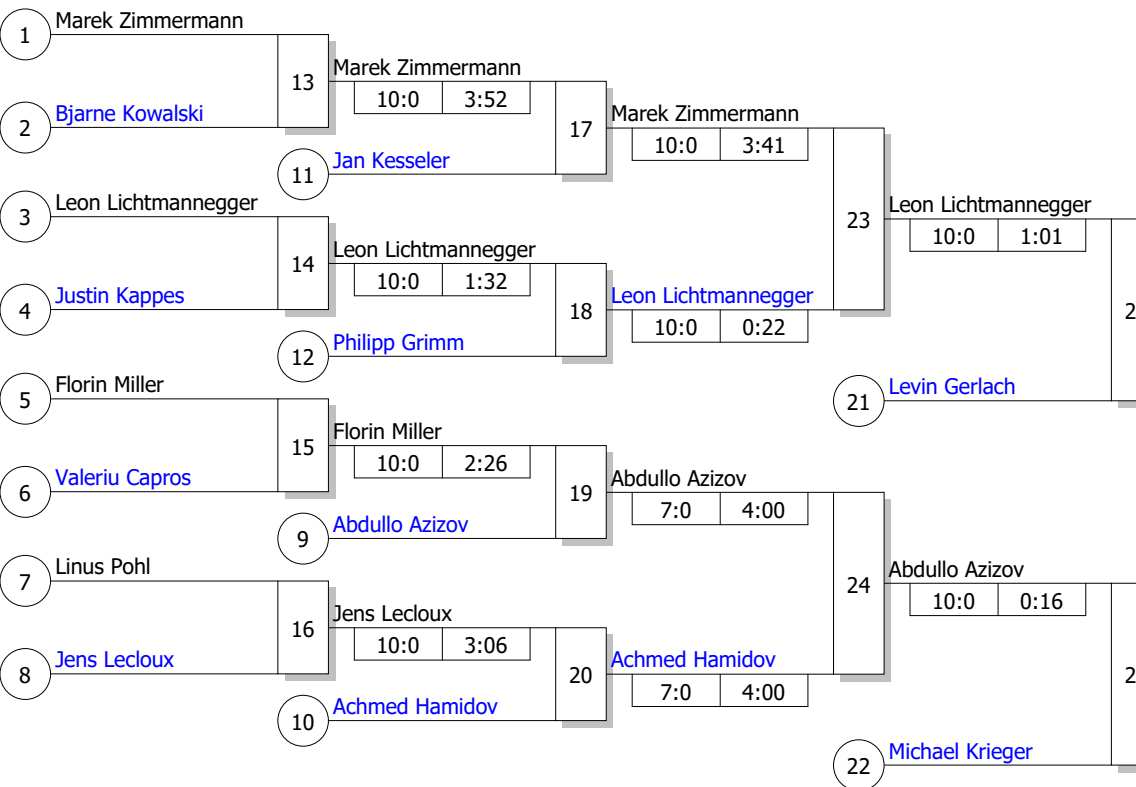 1 Marek Zimmermann
13 Marek Zimmermann
10:0 3:52
2 Bjarne Kowalski
17 Marek Zimmermann
10:0 3:41
11 Jan Kesseler
3 Leon Lichtmannegger
23 Leon Lichtmannegger
10:0 1:01
14 Leon Lichtmannegger
10:0 1:32
4 Justin Kappes
18 Leon Lichtmannegger
10:0 0:22
12 Philipp Grimm
5 Florin Miller
21 Levin Gerlach
15 Florin Miller
10:0 2:26
6 Valeriu Capros
19 Abdullo Azizov
7:0 4:00
9 Abdullo Azizov
7 Linus Pohl
24 Abdullo Azizov
10:0 0:16
16 Jens Lecloux
10:0 3:06
8 Jens Lecloux
20 Achmed Hamidov
7:0 4:00
10 Achmed Hamidov
22 Michael Krieger